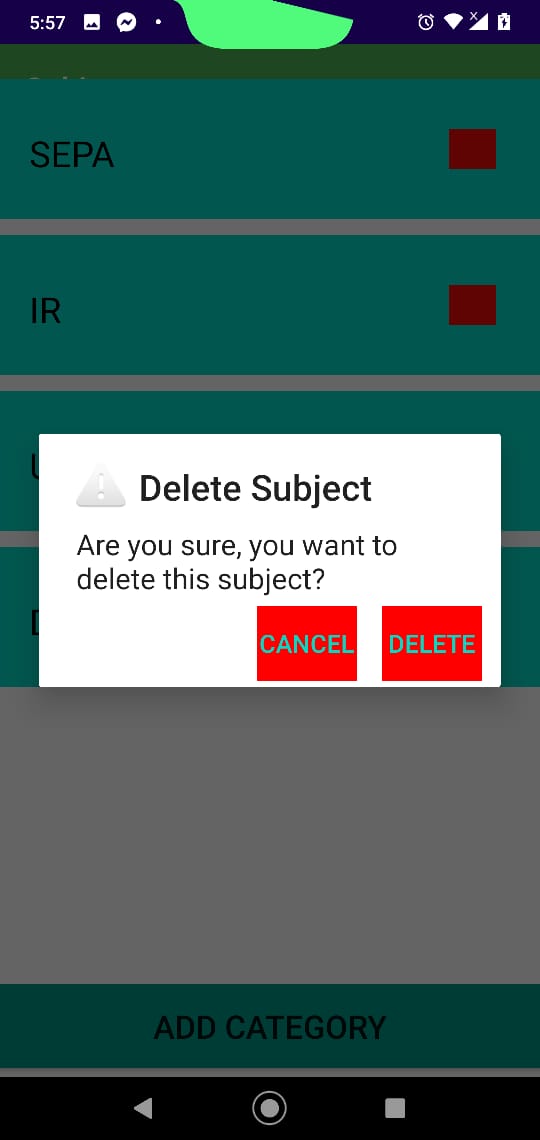 5:57
SEPA
IR
Delete Subject
Are you sure, you want to
delete this subject?
CANCEL DELETE
ADD CATEGORY